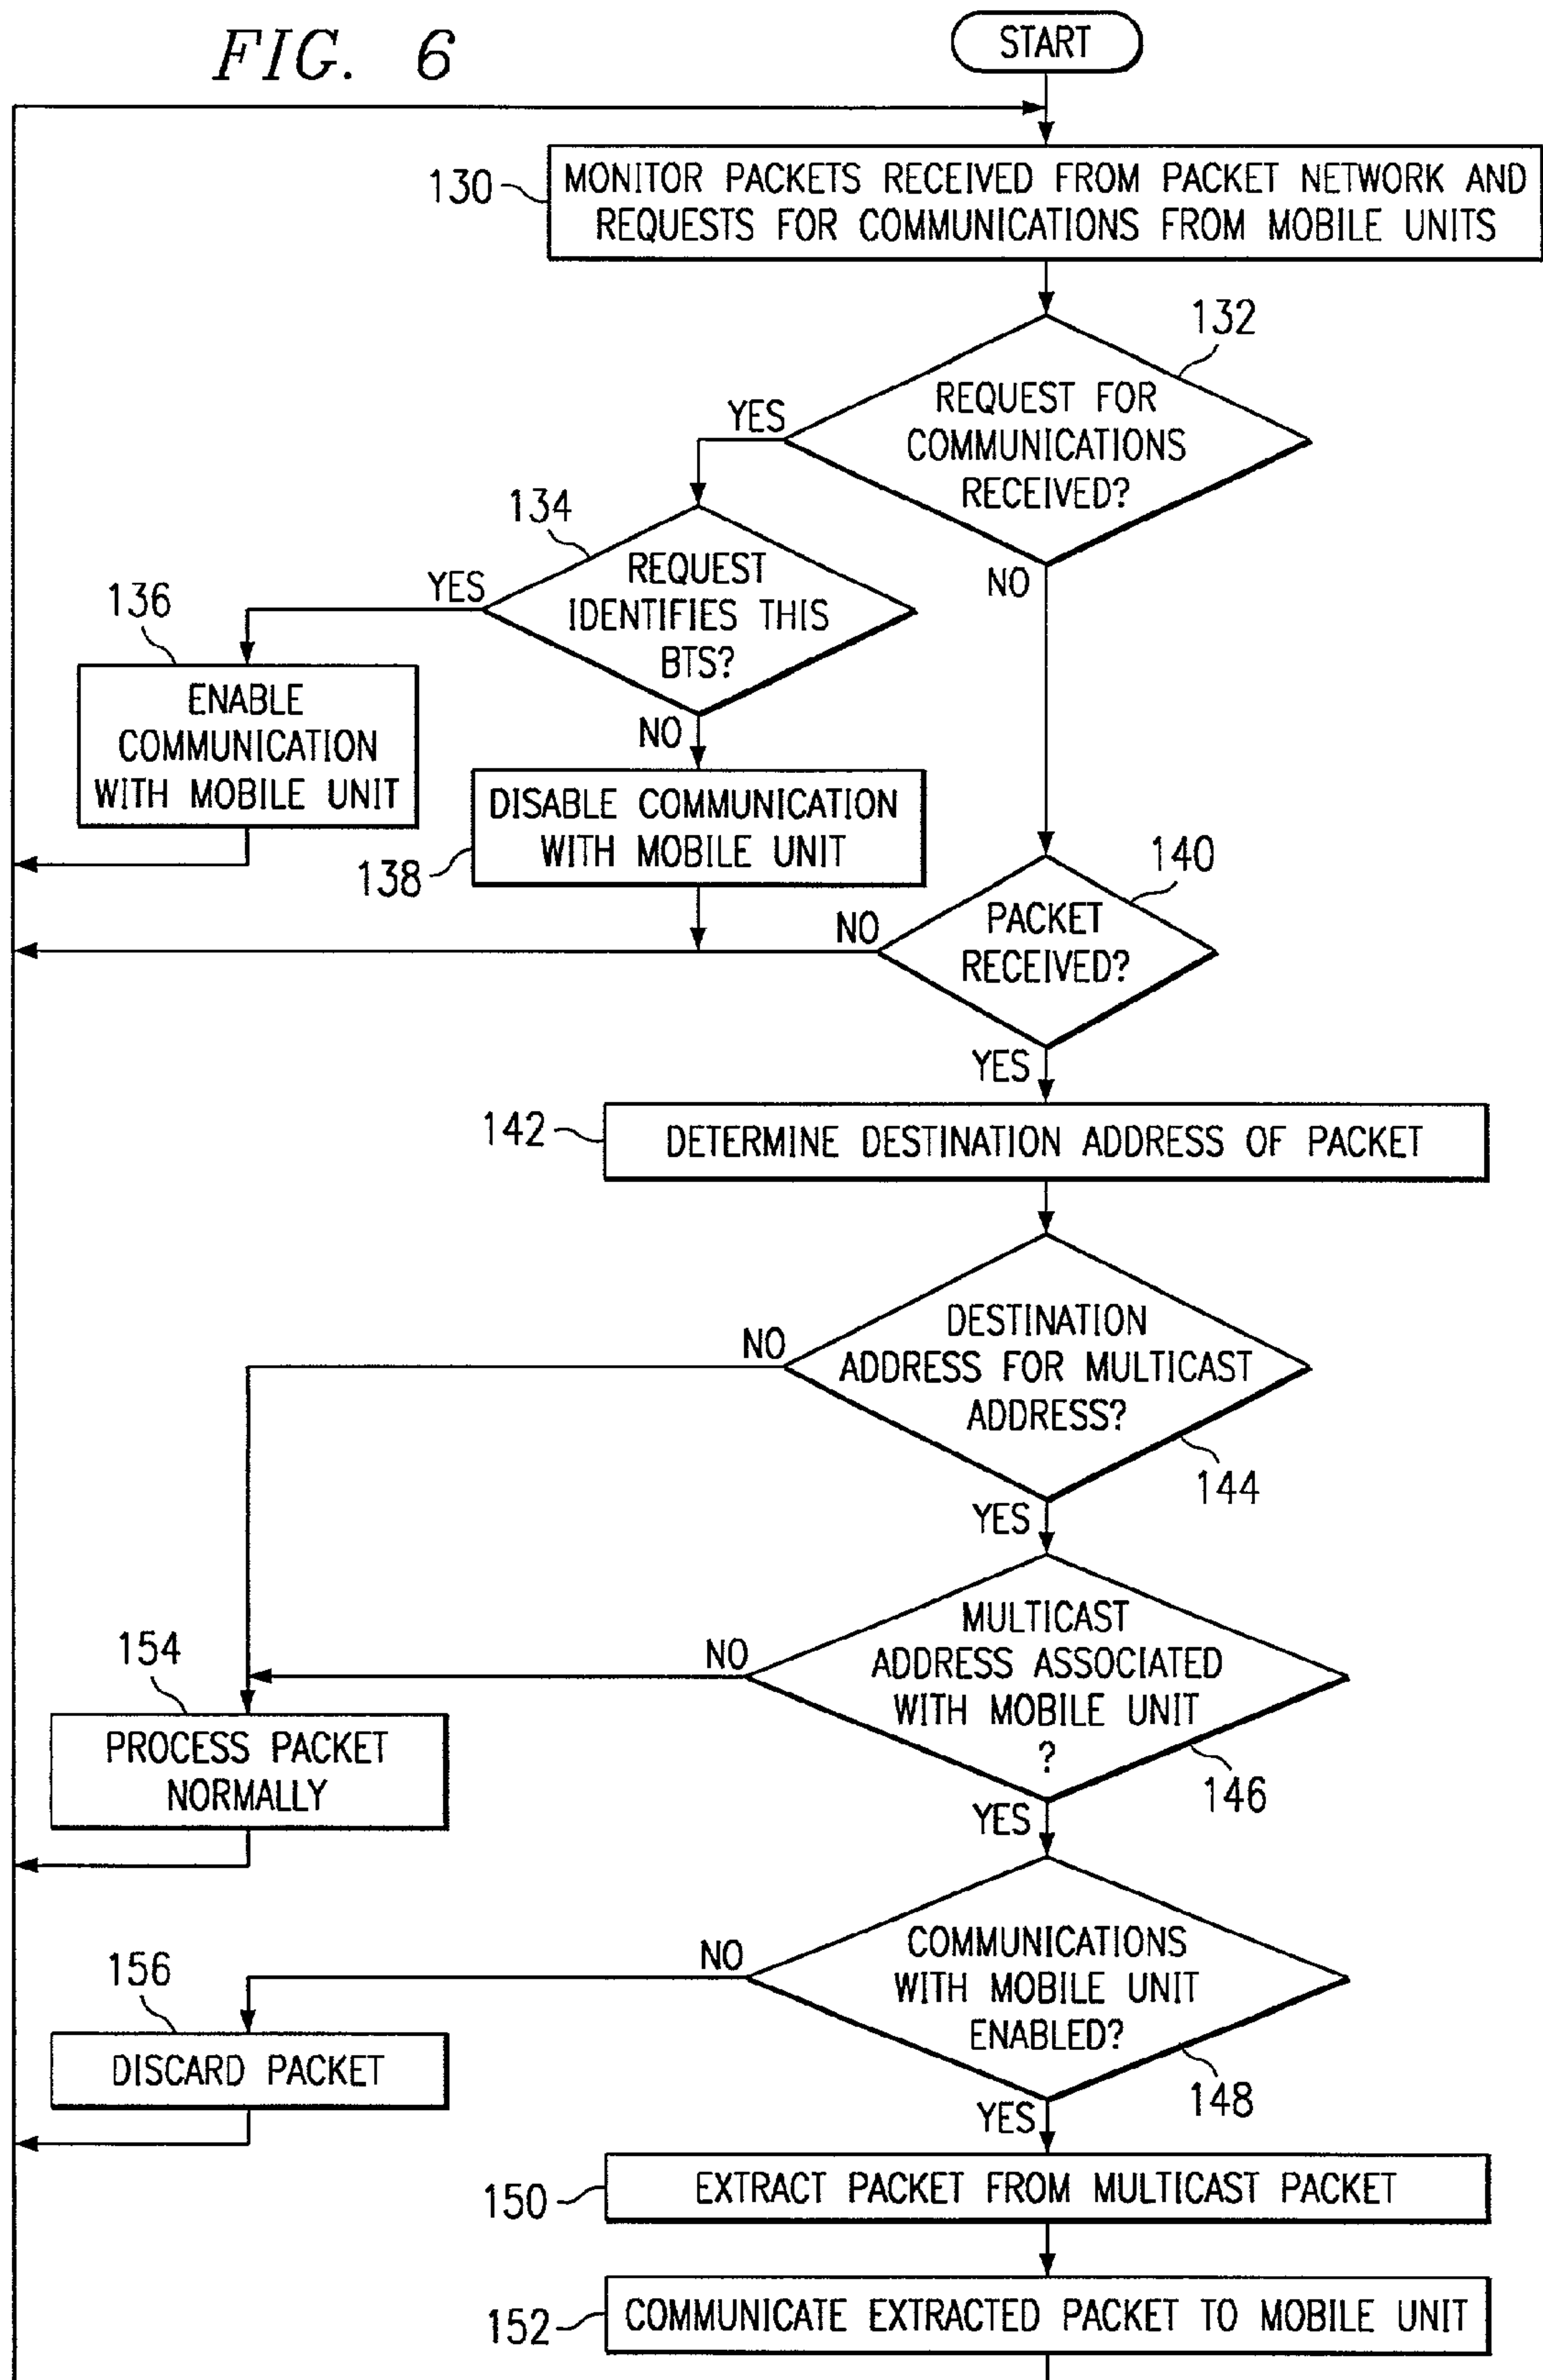 FIG. 6
START
130
MONITOR PACKETS RECEIVED FROM PACKET NETWORK AND
REQUESTS FOR COMMUNICATIONS FROM MOBILE UNITS
132
REQUEST FOR
COMMUNICATIONS
RECEIVED?
YES
NO
134
REQUEST
IDENTIFIES THIS
BTS?
YES
NO
136
ENABLE
COMMUNICATION
WITH MOBILE UNIT
138
DISABLE COMMUNICATION
WITH MOBILE UNIT
140
PACKET
RECEIVED?
NO
YES
142
DETERMINE DESTINATION ADDRESS OF PACKET
DESTINATION
ADDRESS FOR MULTICAST
ADDRESS?
144
NO
YES
MULTICAST
ADDRESS ASSOCIATED
WITH MOBILE UNIT
?
146
NO
YES
154
PROCESS PACKET
NORMALLY
COMMUNICATIONS
WITH MOBILE UNIT
ENABLED?
148
NO
YES
156
DISCARD PACKET
150
EXTRACT PACKET FROM MULTICAST PACKET
152
COMMUNICATE EXTRACTED PACKET TO MOBILE UNIT